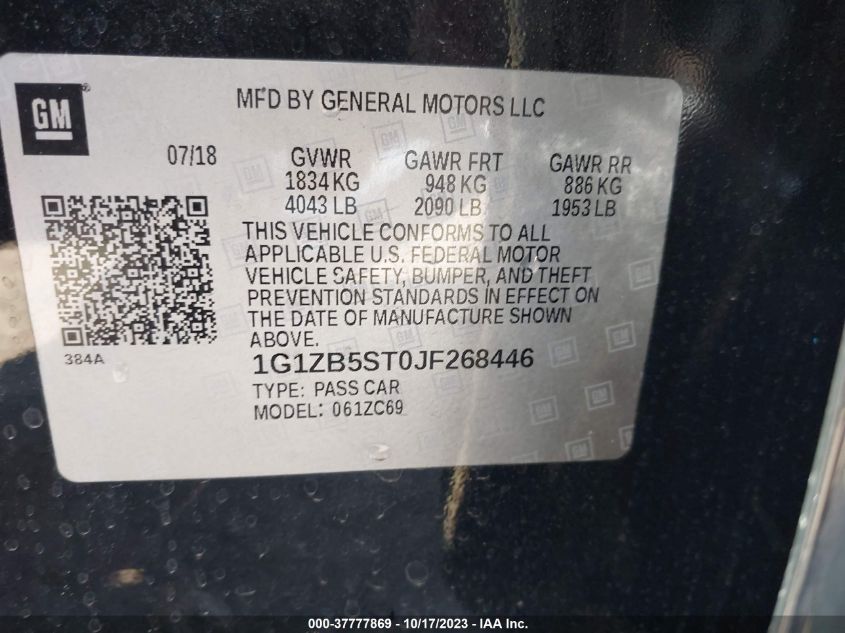 GM
MFD BY GENERAL MOTORS LLC
07/18 GVWR GAWR FRT GAWR RR
1834 KG 948 KG 886 KG
4043 LB 2090 LB 1953 LB
THIS VEHICLE CONFORMS TO ALL
APPLICABLE U.S. FEDERAL MOTOR
VEHICLE SAFETY, BUMPER, AND THEFT
PREVENTION STANDARDS IN EFFECT ON
THE DATE OF MANUFACTURE SHOWN
ABOVE.
384A
1G1ZB5ST0JF268446
TYPE: PASS CAR
MODEL: 061ZC69
000-37777869 | 10/17/2023 - IAA Inc.